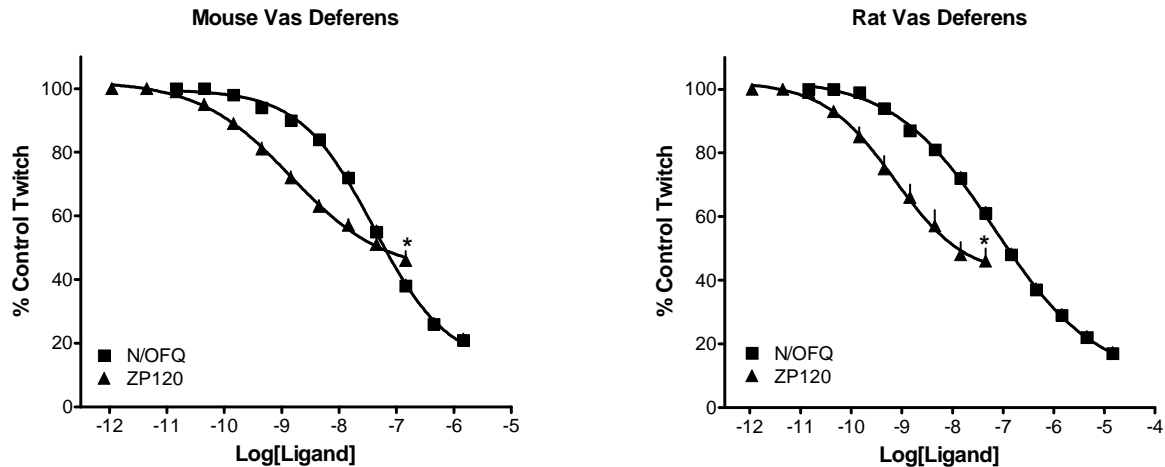 Mouse Vas Deferens
% Control Twitch
100
80
60
40
20
0
*
N/OFQ
ZP120
-12 -11 -10 -9 -8 -7 -6 -5
Log[Ligand]
Rat Vas Deferens
% Control Twitch
100
80
60
40
20
0
*
N/OFQ
ZP120
-12 -11 -10 -9 -8 -7 -6 -5 -4
Log[Ligand]